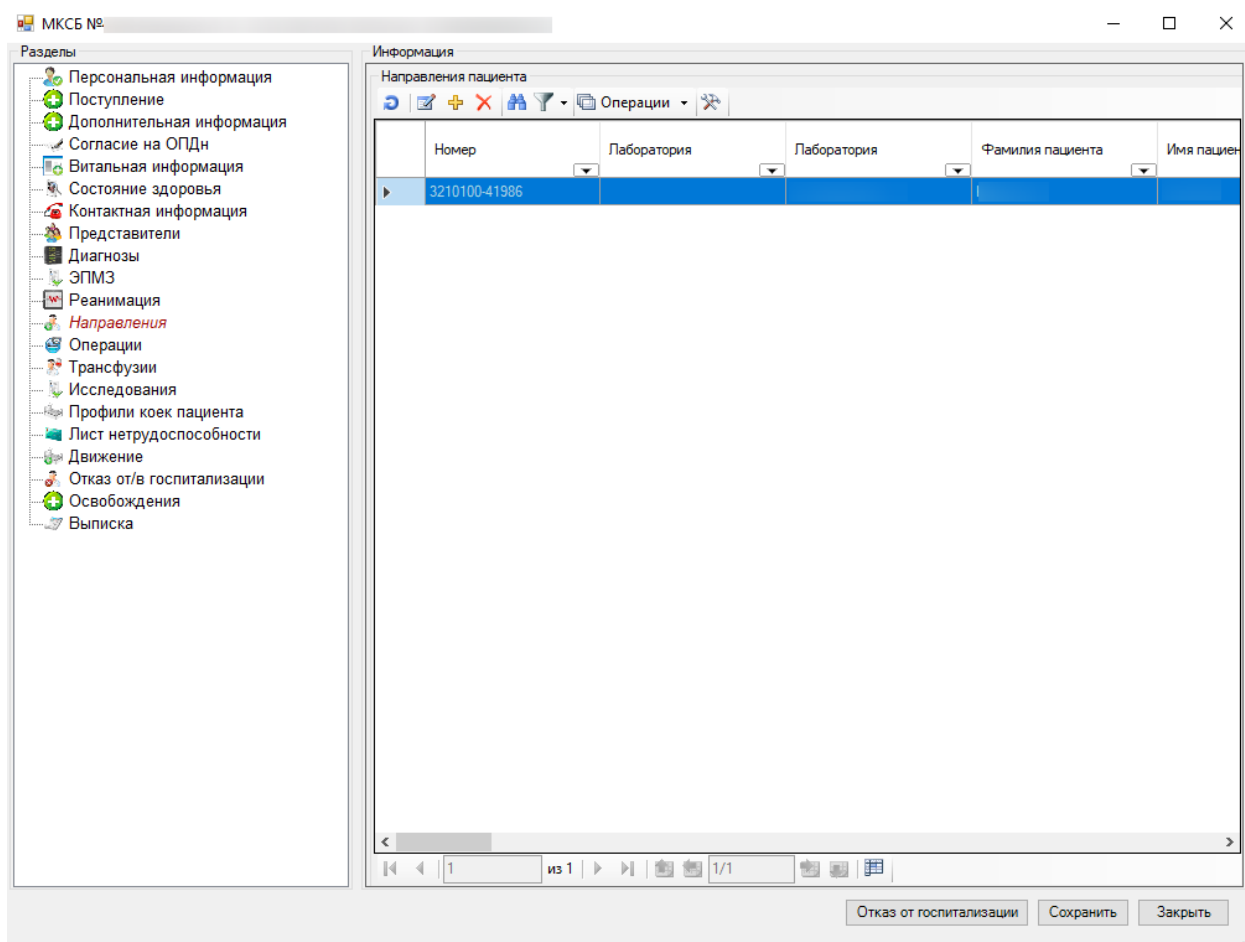 МКСБ №
Разделы
Персональная информация
Поступление
Дополнительная информация
Согласие на ОПДн
Витальная информация
Состояние здоровья
Контактная информация
Представители
Диагнозы
ЭПМЗ
Реанимация
Направления
Операции
Трансфузии
Исследования
Профили коек пациента
Лист нетрудоспособности
Движение
Отказ от/в госпитализации
Освобождения
Выписка
Информация
Направления пациента
Операции
Номер Лаборатория Лаборатория Фамилия пациента Имя пациен
3210100-41986
1 из 1 1/1
Отказ от госпитализации Сохранить Закрыть